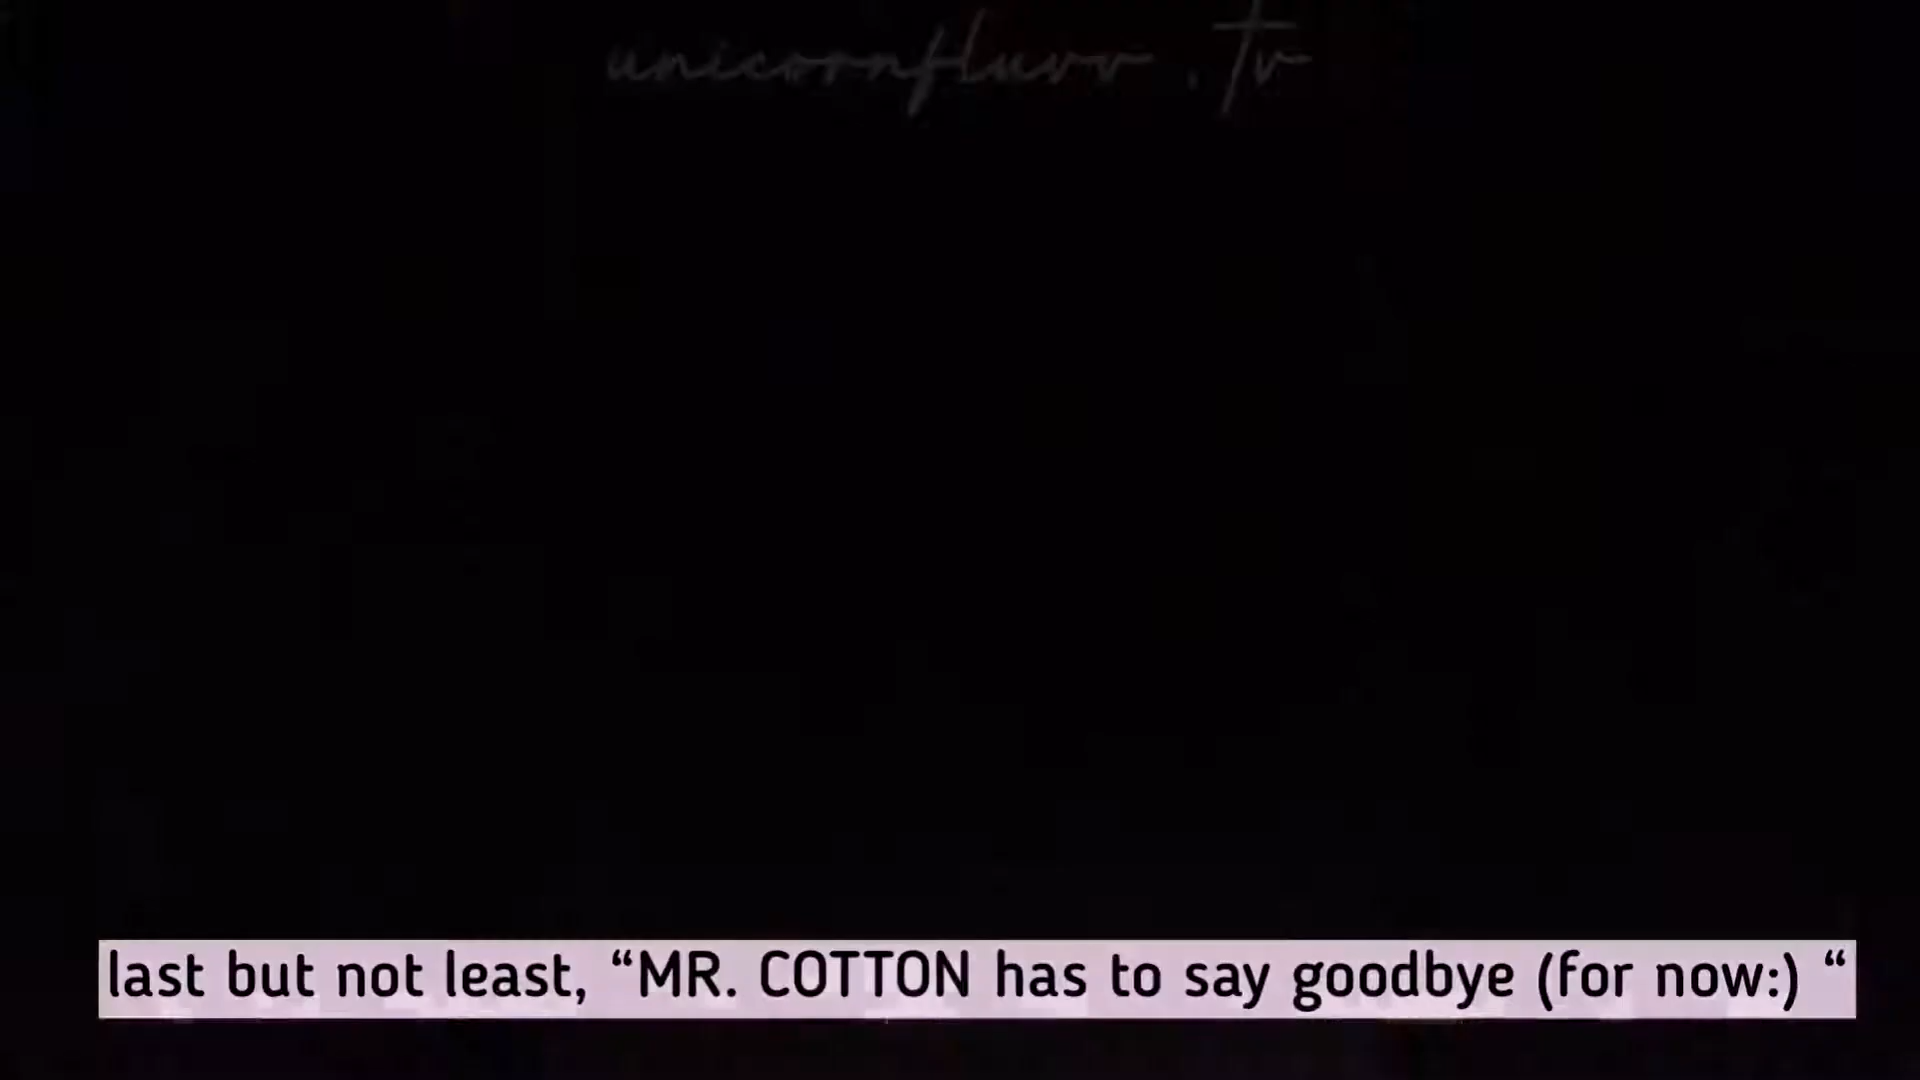 unicornfluvv .tv
last but not least, “MR. COTTON has to say goodbye (for now:) “